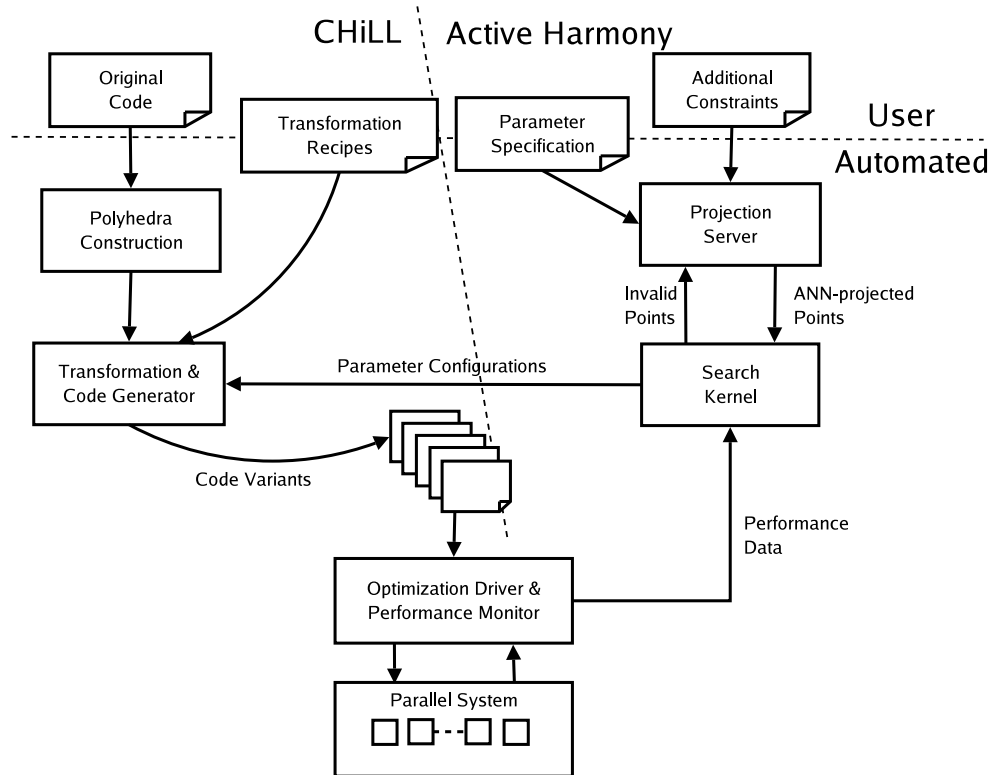 CHiLL
Active Harmony
Original
Code
Transformation
Recipes
Parameter
Specification
Additional
Constraints
User
Automated
Polyhedra
Construction
Projection
Server
Invalid
Points
ANN-projected
Points
Transformation &
Code Generator
Parameter Configurations
Search
Kernel
Code Variants
Performance
Data
Optimization Driver &
Performance Monitor
Parallel System